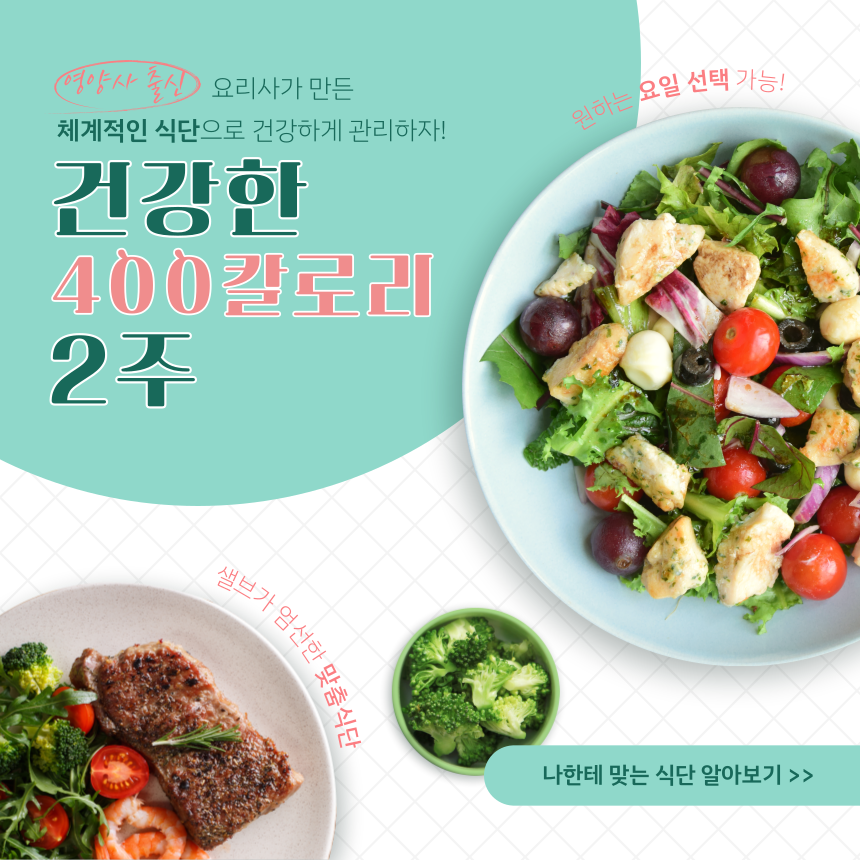 영양사 출신 요리사가 만든
체계적인 식단으로 건강하게 관리하자!
건강한
400칼로리
2주
원하는 요일 선택 가능!
샐브가 엄선한 맞춤식단
나한테 맞는 식단 알아보기 >>